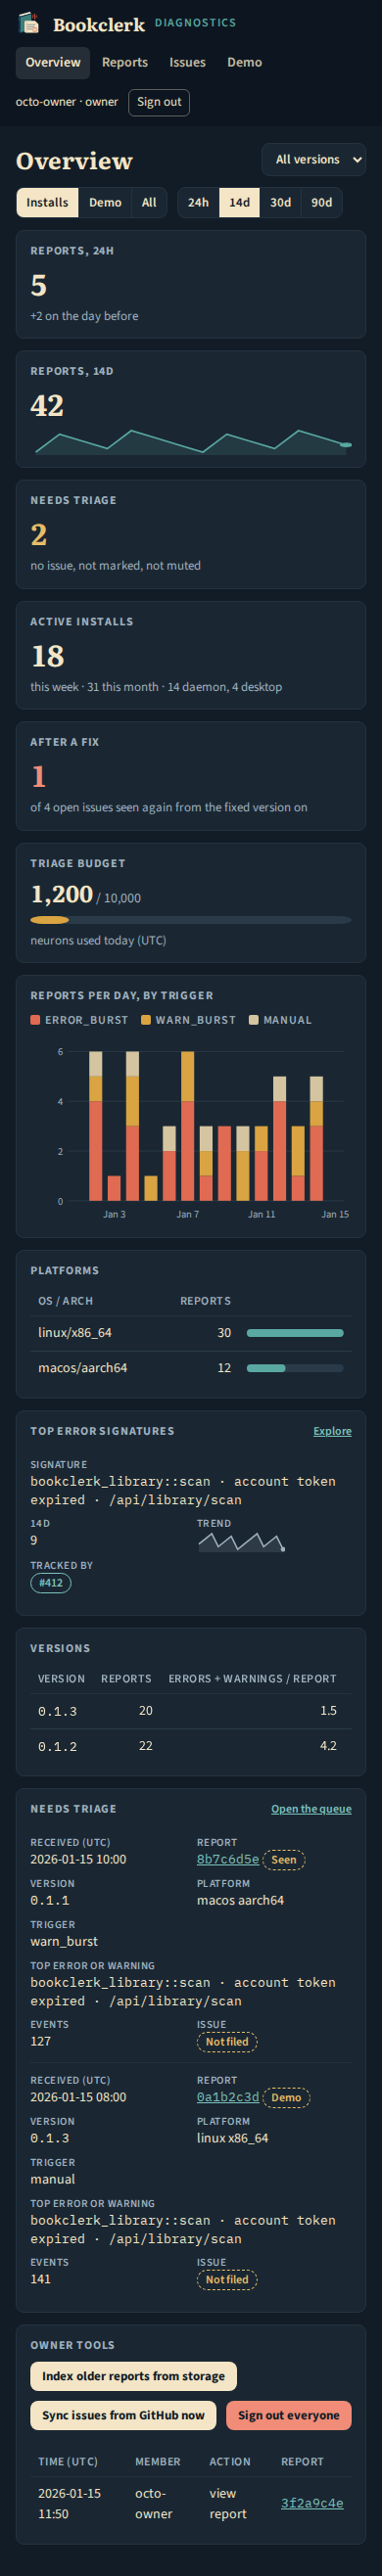 Bookclerk DIAGNOSTICS
Overview Reports Issues Demo
octo-owner · owner Sign out
Overview All versions
Installs Demo All 24h 14d 30d 90d
REPORTS, 24H
5
+2 on the day before
REPORTS, 14D
42
NEEDS TRIAGE
2
no issue, not marked, not muted
ACTIVE INSTALLS
18
this week · 31 this month · 14 daemon, 4 desktop
AFTER A FIX
1
of 4 open issues seen again from the fixed version on
TRIAGE BUDGET
1,200 / 10,000
neurons used today (UTC)
REPORTS PER DAY, BY TRIGGER
ERROR_BURST WARN_BURST MANUAL
6
4
2
0
Jan 3 Jan 7 Jan 11 Jan 15
PLATFORMS
OS / ARCH REPORTS
linux/x86_64 30
macos/aarch64 12
TOP ERROR SIGNATURES Explore
SIGNATURE
bookclerk_library::scan · account token
expired · /api/library/scan
14D TREND
9
TRACKED BY
#412
VERSIONS
VERSION REPORTS ERRORS + WARNINGS / REPORT
0.1.3 20 1.5
0.1.2 22 4.2
NEEDS TRIAGE Open the queue
RECEIVED (UTC) REPORT
2026-01-15 10:00 8b7c6d5e Seen
VERSION PLATFORM
0.1.1 macos aarch64
TRIGGER
warn_burst
TOP ERROR OR WARNING
bookclerk_library::scan · account token
expired · /api/library/scan
EVENTS ISSUE
127 Not filed
RECEIVED (UTC) REPORT
2026-01-15 08:00 0a1b2c3d Demo
VERSION PLATFORM
0.1.3 linux x86_64
TRIGGER
manual
TOP ERROR OR WARNING
bookclerk_library::scan · account token
expired · /api/library/scan
EVENTS ISSUE
141 Not filed
OWNER TOOLS
Index older reports from storage
Sync issues from GitHub now Sign out everyone
TIME (UTC) MEMBER ACTION REPORT
2026-01-15 octo- view 3f2a9c4e
11:50 owner report